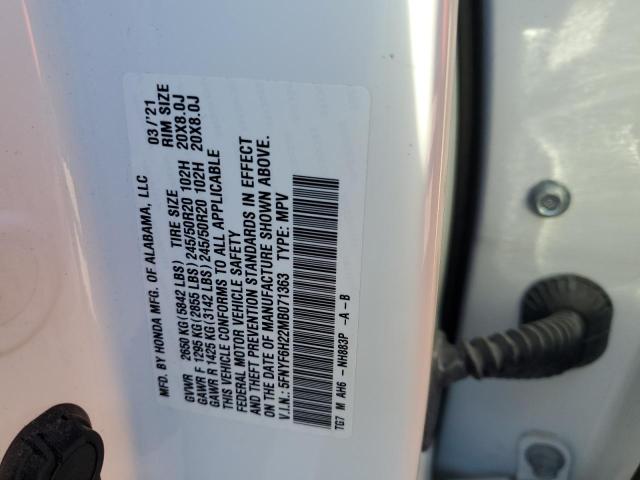 MFD. BY HONDA MFG. OF ALABAMA, LLC 03/'21
TIRE SIZE RIM SIZE
GVWR 2650 KG (5842 LBS)
GAWR F 1295 KG (2855 LBS) 245/50R20 102H 20X8.0J
GAWR R 1425 KG (3142 LBS) 245/50R20 102H 20X8.0J
THIS VEHICLE CONFORMS TO ALL APPLICABLE
FEDERAL MOTOR VEHICLE SAFETY
AND THEFT PREVENTION STANDARDS IN EFFECT
ON THE DATE OF MANUFACTURE SHOWN ABOVE.
V.I.N.: 5FNYF6H22MB071363 TYPE: MPV
TG7 M AH6 -NH883P -A -B